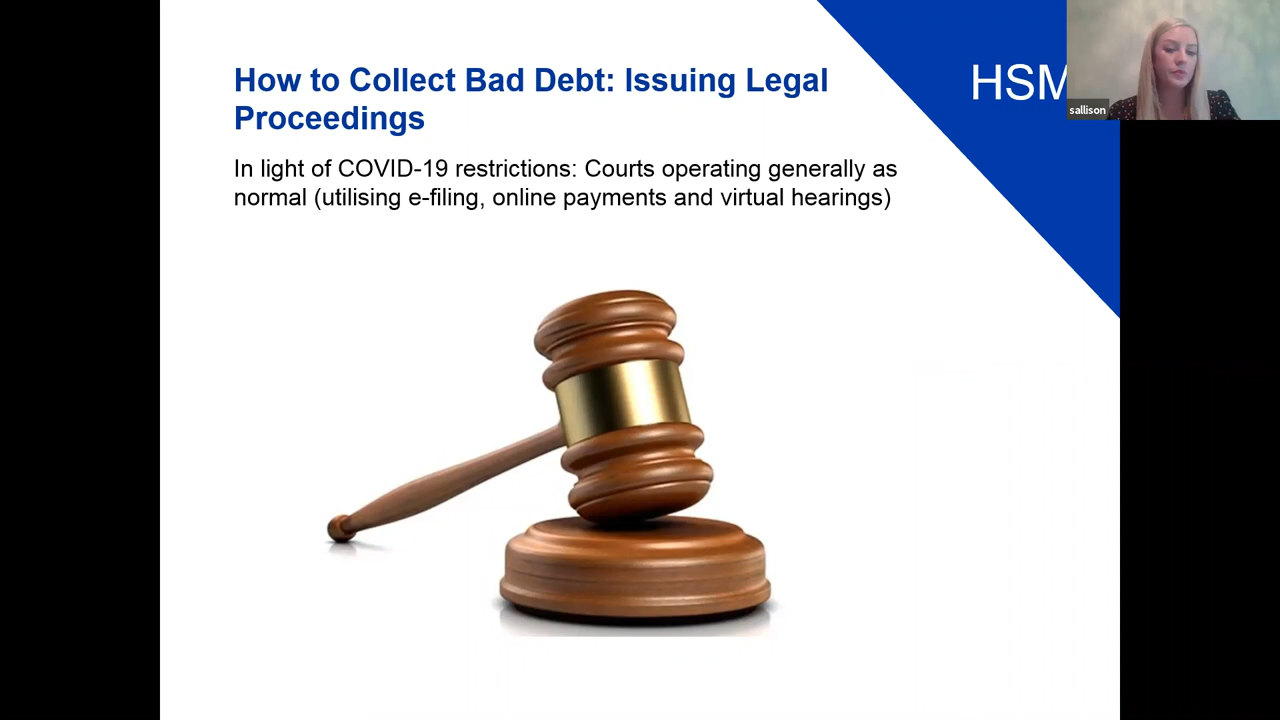 How to Collect Bad Debt: Issuing Legal
Proceedings
In light of COVID-19 restrictions: Courts operating generally as
normal (utilising e-filing, online payments and virtual hearings)
HSM
sallison